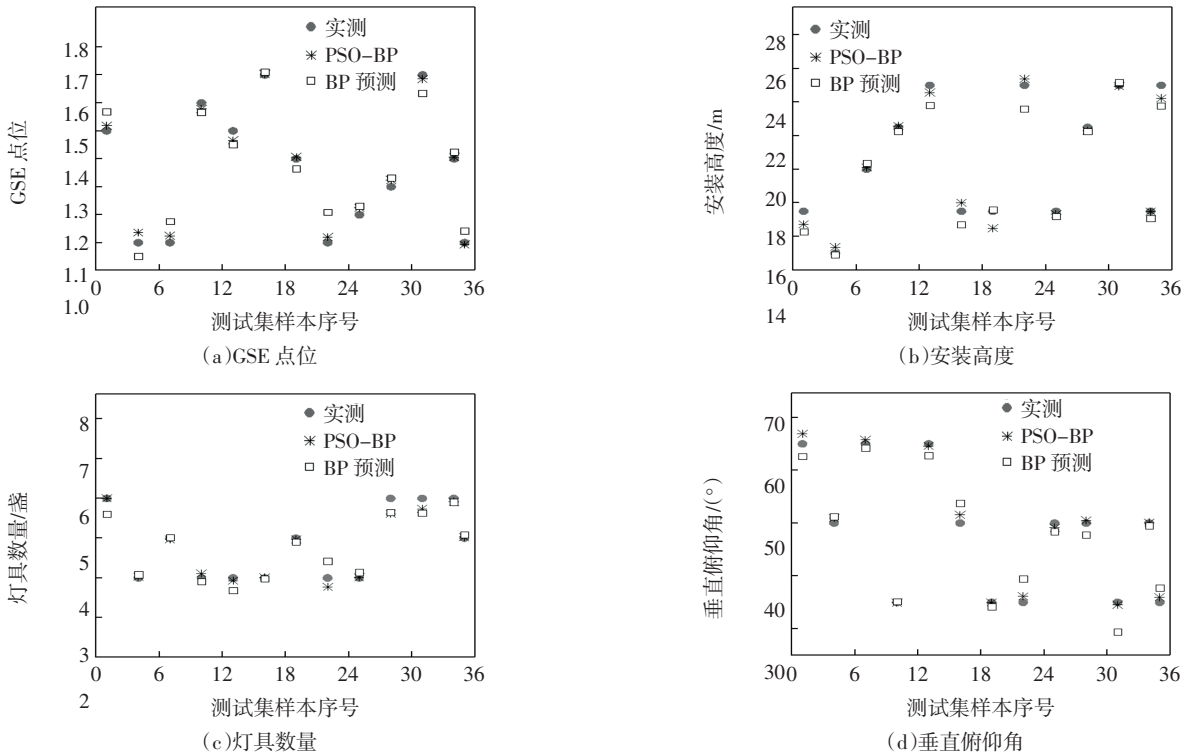 1.8
1.7
1.6
1.5
1.4
1.3
1.2
1.1
1.0
GSE 点位
实测
PSO-BP
BP 预测
0 6 12 18 24 30 36
测试集样本序号
(a)GSE 点位
28
26
24
22
20
18
16
14
安装高度/m
实测
PSO-BP
BP 预测
0 6 12 18 24 30 36
测试集样本序号
(b)安装高度
8
7
6
5
4
3
2
灯具数量/盏
实测
PSO-BP
BP 预测
0 6 12 18 24 30 36
测试集样本序号
(c)灯具数量
70
60
50
40
30
垂直俯仰角/(°)
实测
PSO-BP
BP 预测
0 6 12 18 24 30 36
测试集样本序号
(d)垂直俯仰角